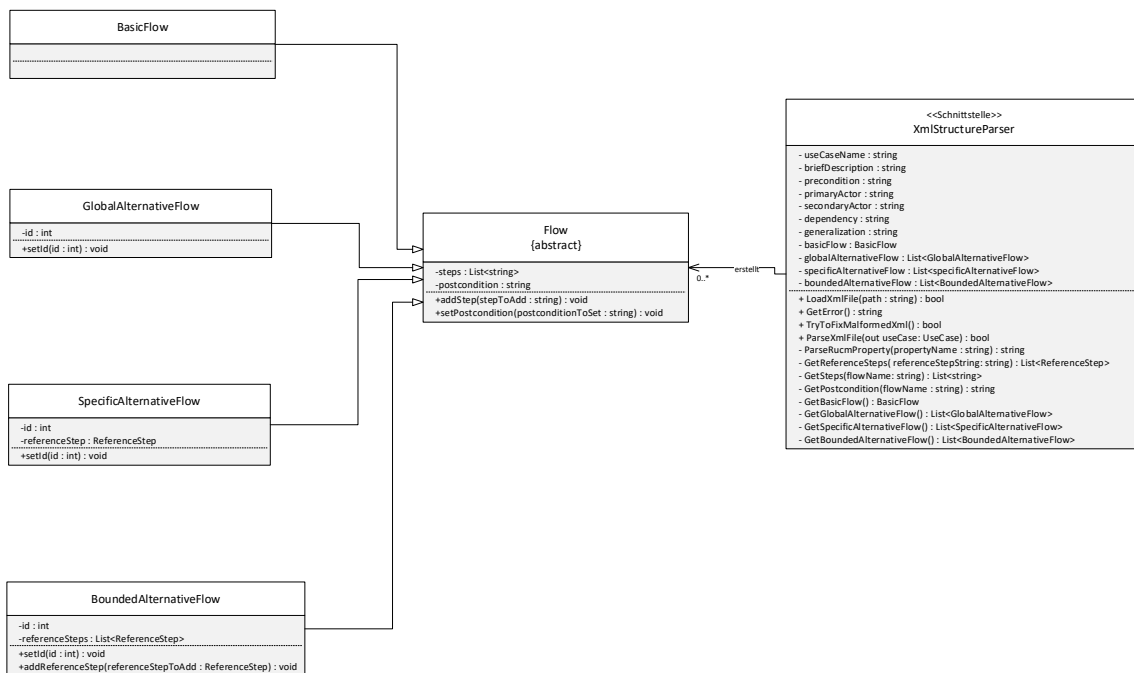 BasicFlow
GlobalAlternativeFlow
-id : int
+setId(id : int) : void
SpecificAlternativeFlow
-id : int
-referenceStep : ReferenceStep
+setId(id : int) : void
BoundedAlternativeFlow
-id : int
-referenceSteps : List<ReferenceStep>
+setId(id : int) : void
+addReferenceStep(referenceStepToAdd : ReferenceStep) : void
Flow
{abstract}
-steps : List<string>
-postcondition : string
+addStep(stepToAdd : string) : void
+setPostcondition(postconditionToSet : string) : void
erstellt
0..*
<<Schnittstelle>>
XmlStructureParser
- useCaseName : string
- briefDescription : string
- precondition : string
- primaryActor : string
- secondaryActor : string
- dependency : string
- generalization : string
- basicFlow : BasicFlow
- globalAlternativeFlow : List<GlobalAlternativeFlow>
- specificAlternativeFlow : List<specificAlternativeFlow>
- boundedAlternativeFlow : List<BoundedAlternativeFlow>
+ LoadXmlFile(path : string) : bool
+ GetError() : string
+ TryToFixMalformedXml() : bool
+ ParseXmlFile(out useCase: UseCase) : bool
- ParseRucmProperty(propertyName : string) : string
- GetReferenceSteps( referenceStepString: string) : List<ReferenceStep>
- GetSteps(flowName: string) : List<string>
- GetPostcondition(flowName : string) : string
- GetBasicFlow() : BasicFlow
- GetGlobalAlternativeFlow() : List<GlobalAlternativeFlow>
- GetSpecificAlternativeFlow() : List<SpecificAlternativeFlow>
- GetBoundedAlternativeFlow() : List<BoundedAlternativeFlow>